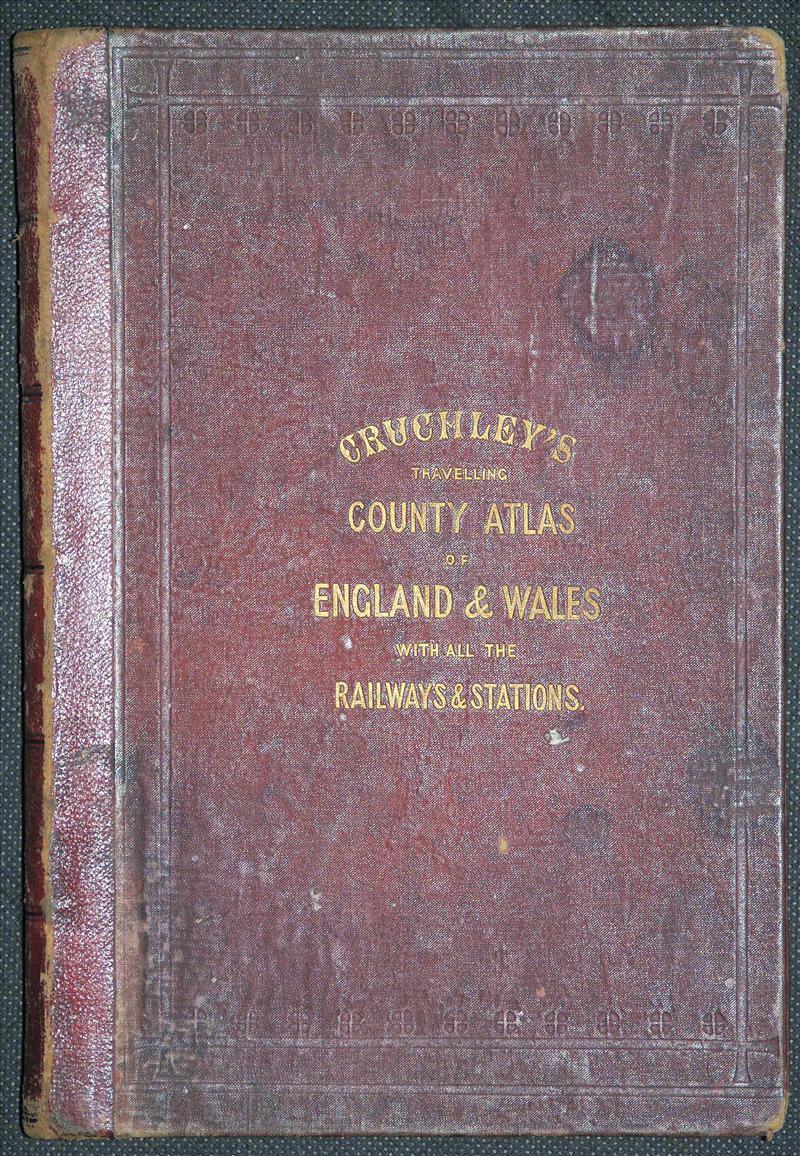 CRUCHLEY'S
TRAVELLING
COUNTY ATLAS
OF
ENGLAND & WALES
WITH ALL THE
RAILWAYS & STATIONS.